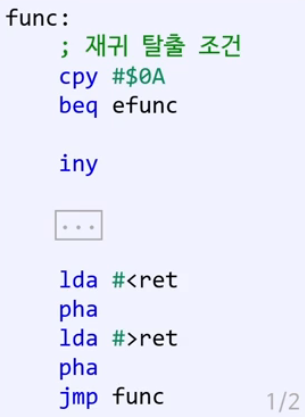 func:
; 재귀 탈출 조건
cpy #$0A
beq efunc
iny
...
lda #<ret
pha
lda #>ret
pha
jmp func
1/2